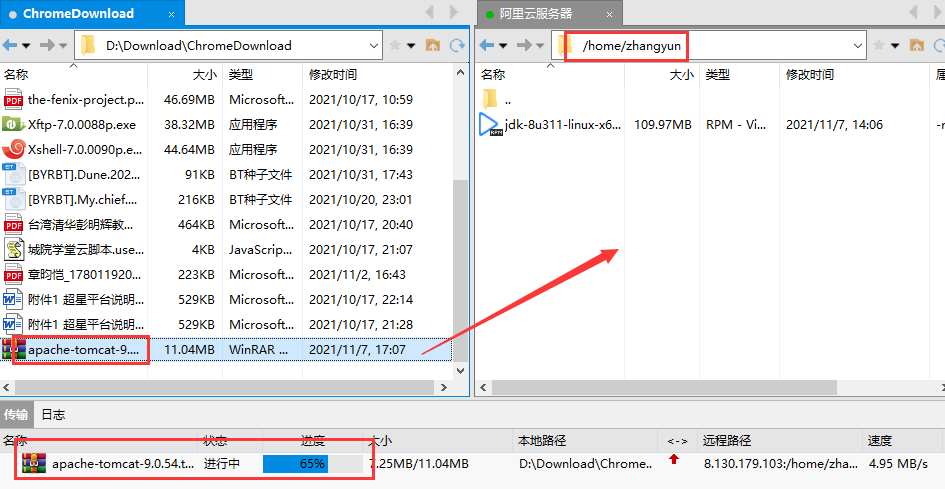 ChromeDownload ×
D:\Download\ChromeDownload
名称 大小 类型 修改时间
the-fenix-project.p... 46.69MB Microsof... 2021/10/17, 10:59
Xftp-7.0.0088p.exe 38.32MB 应用程序 2021/10/31, 16:39
Xshell-7.0.0090p.e... 44.64MB 应用程序 2021/10/31, 16:39
[BYRBT].Dune.202... 91KB BT种子文件 2021/10/31, 17:43
[BYRBT].My.chief.... 216KB BT种子文件 2021/10/20, 23:01
台湾清华彭明辉教... 464KB Microsof... 2021/10/17, 20:40
城院学堂云脚本.use... 4KB JavaScrip... 2021/10/17, 21:07
章昀恺_178011920... 223KB Microsof... 2021/11/2, 16:43
附件1 超星平台说明... 529KB Microsof... 2021/10/17, 22:14
附件1 超星平台说明... 529KB Microsof... 2021/10/17, 21:28
apache-tomcat-9.... 11.04MB WinRAR ... 2021/11/7, 17:07
阿里云服务器 ×
/home/zhangyun
名称 大小 类型 修改时间 属
..
jdk-8u311-linux-x6... 109.97MB RPM - Vi... 2021/11/7, 14:06 -r
传输 日志
名称 状态 进度 大小 本地路径 <-> 远程路径 速度
apache-tomcat-9.0.54.t... 进行中 65% 7.25MB/11.04MB D:\Download\Chrome... 8.130.179.103:/home/zha... 4.95 MB/s